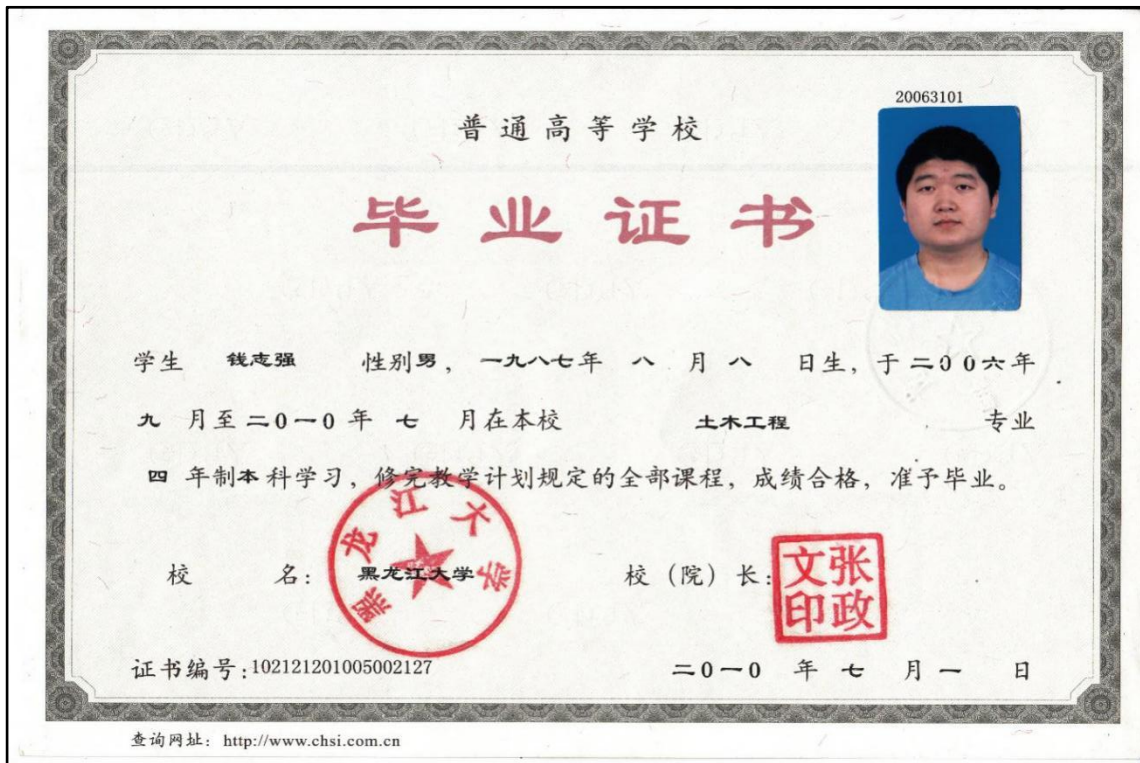 20063101
普通高等学校
毕业证书
学生 钱志强 性别男，一九八七年 八 月 八 日生，于二00六年
九 月至二0一0年 七 月在本校 土木工程 专业
四 年制本科学习，修完教学计划规定的全部课程，成绩合格，准予毕业。
黑龙江大学
校 名：黑龙江大学 校（院）长：
张政文印
证书编号：102121201005002127 二0一0 年 七 月 一 日
查询网址：http://www.chsi.com.cn